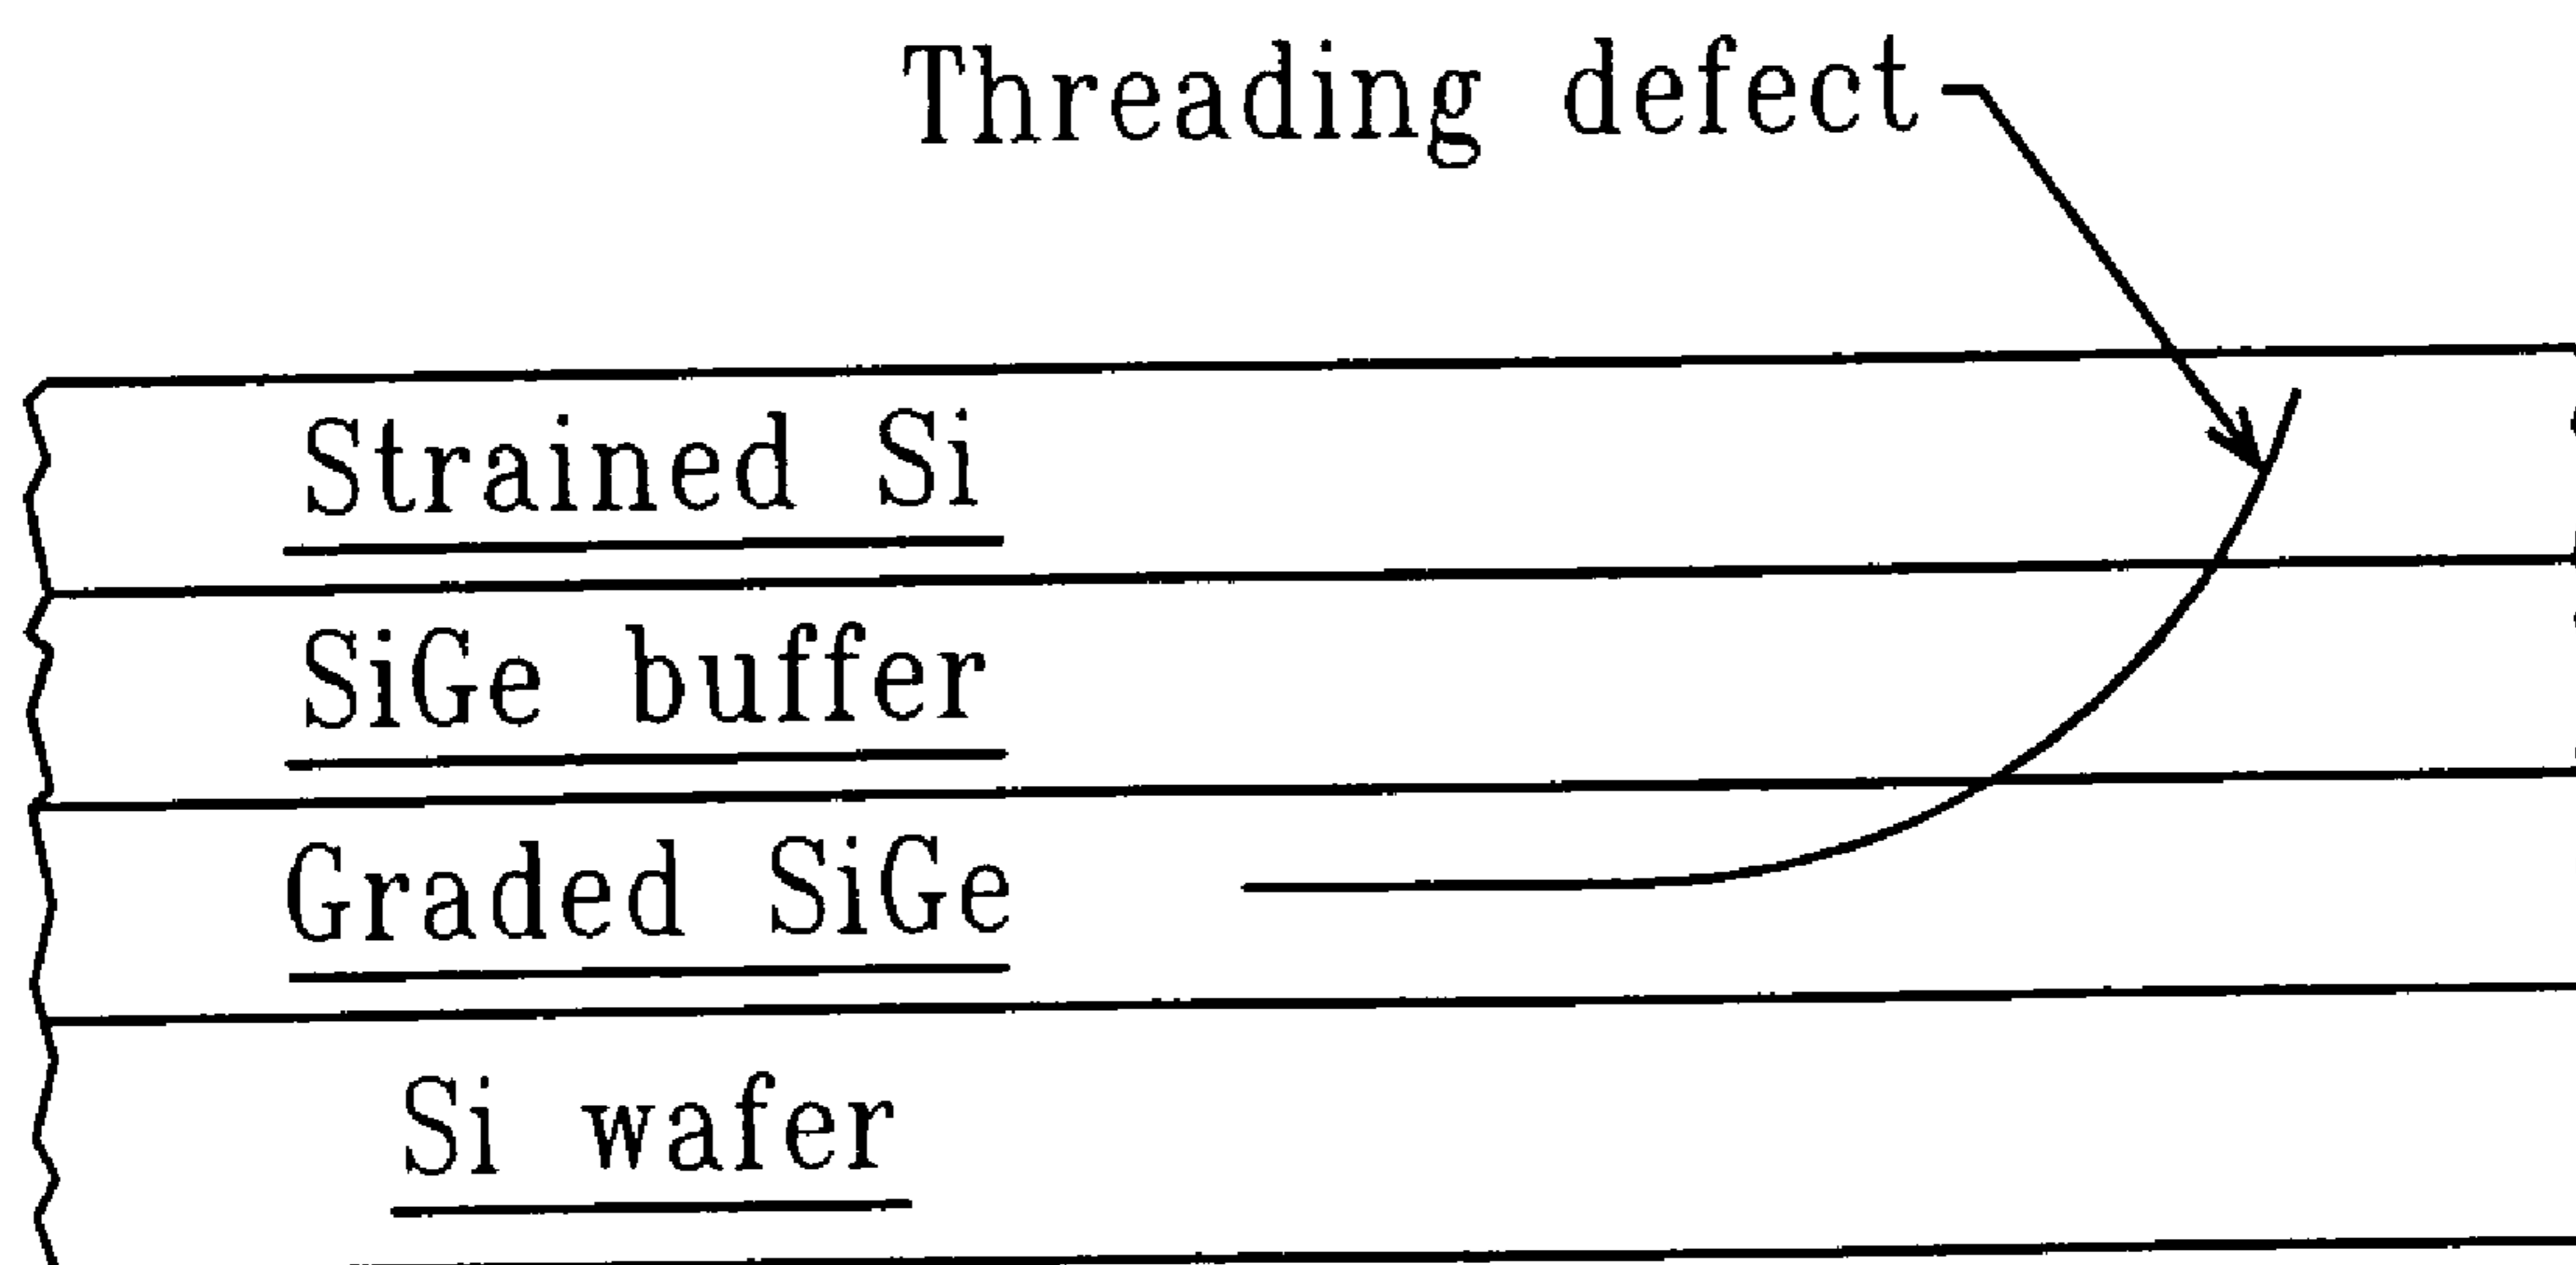 Threading defect
Strained Si
SiGe buffer
Graded SiGe
Si wafer